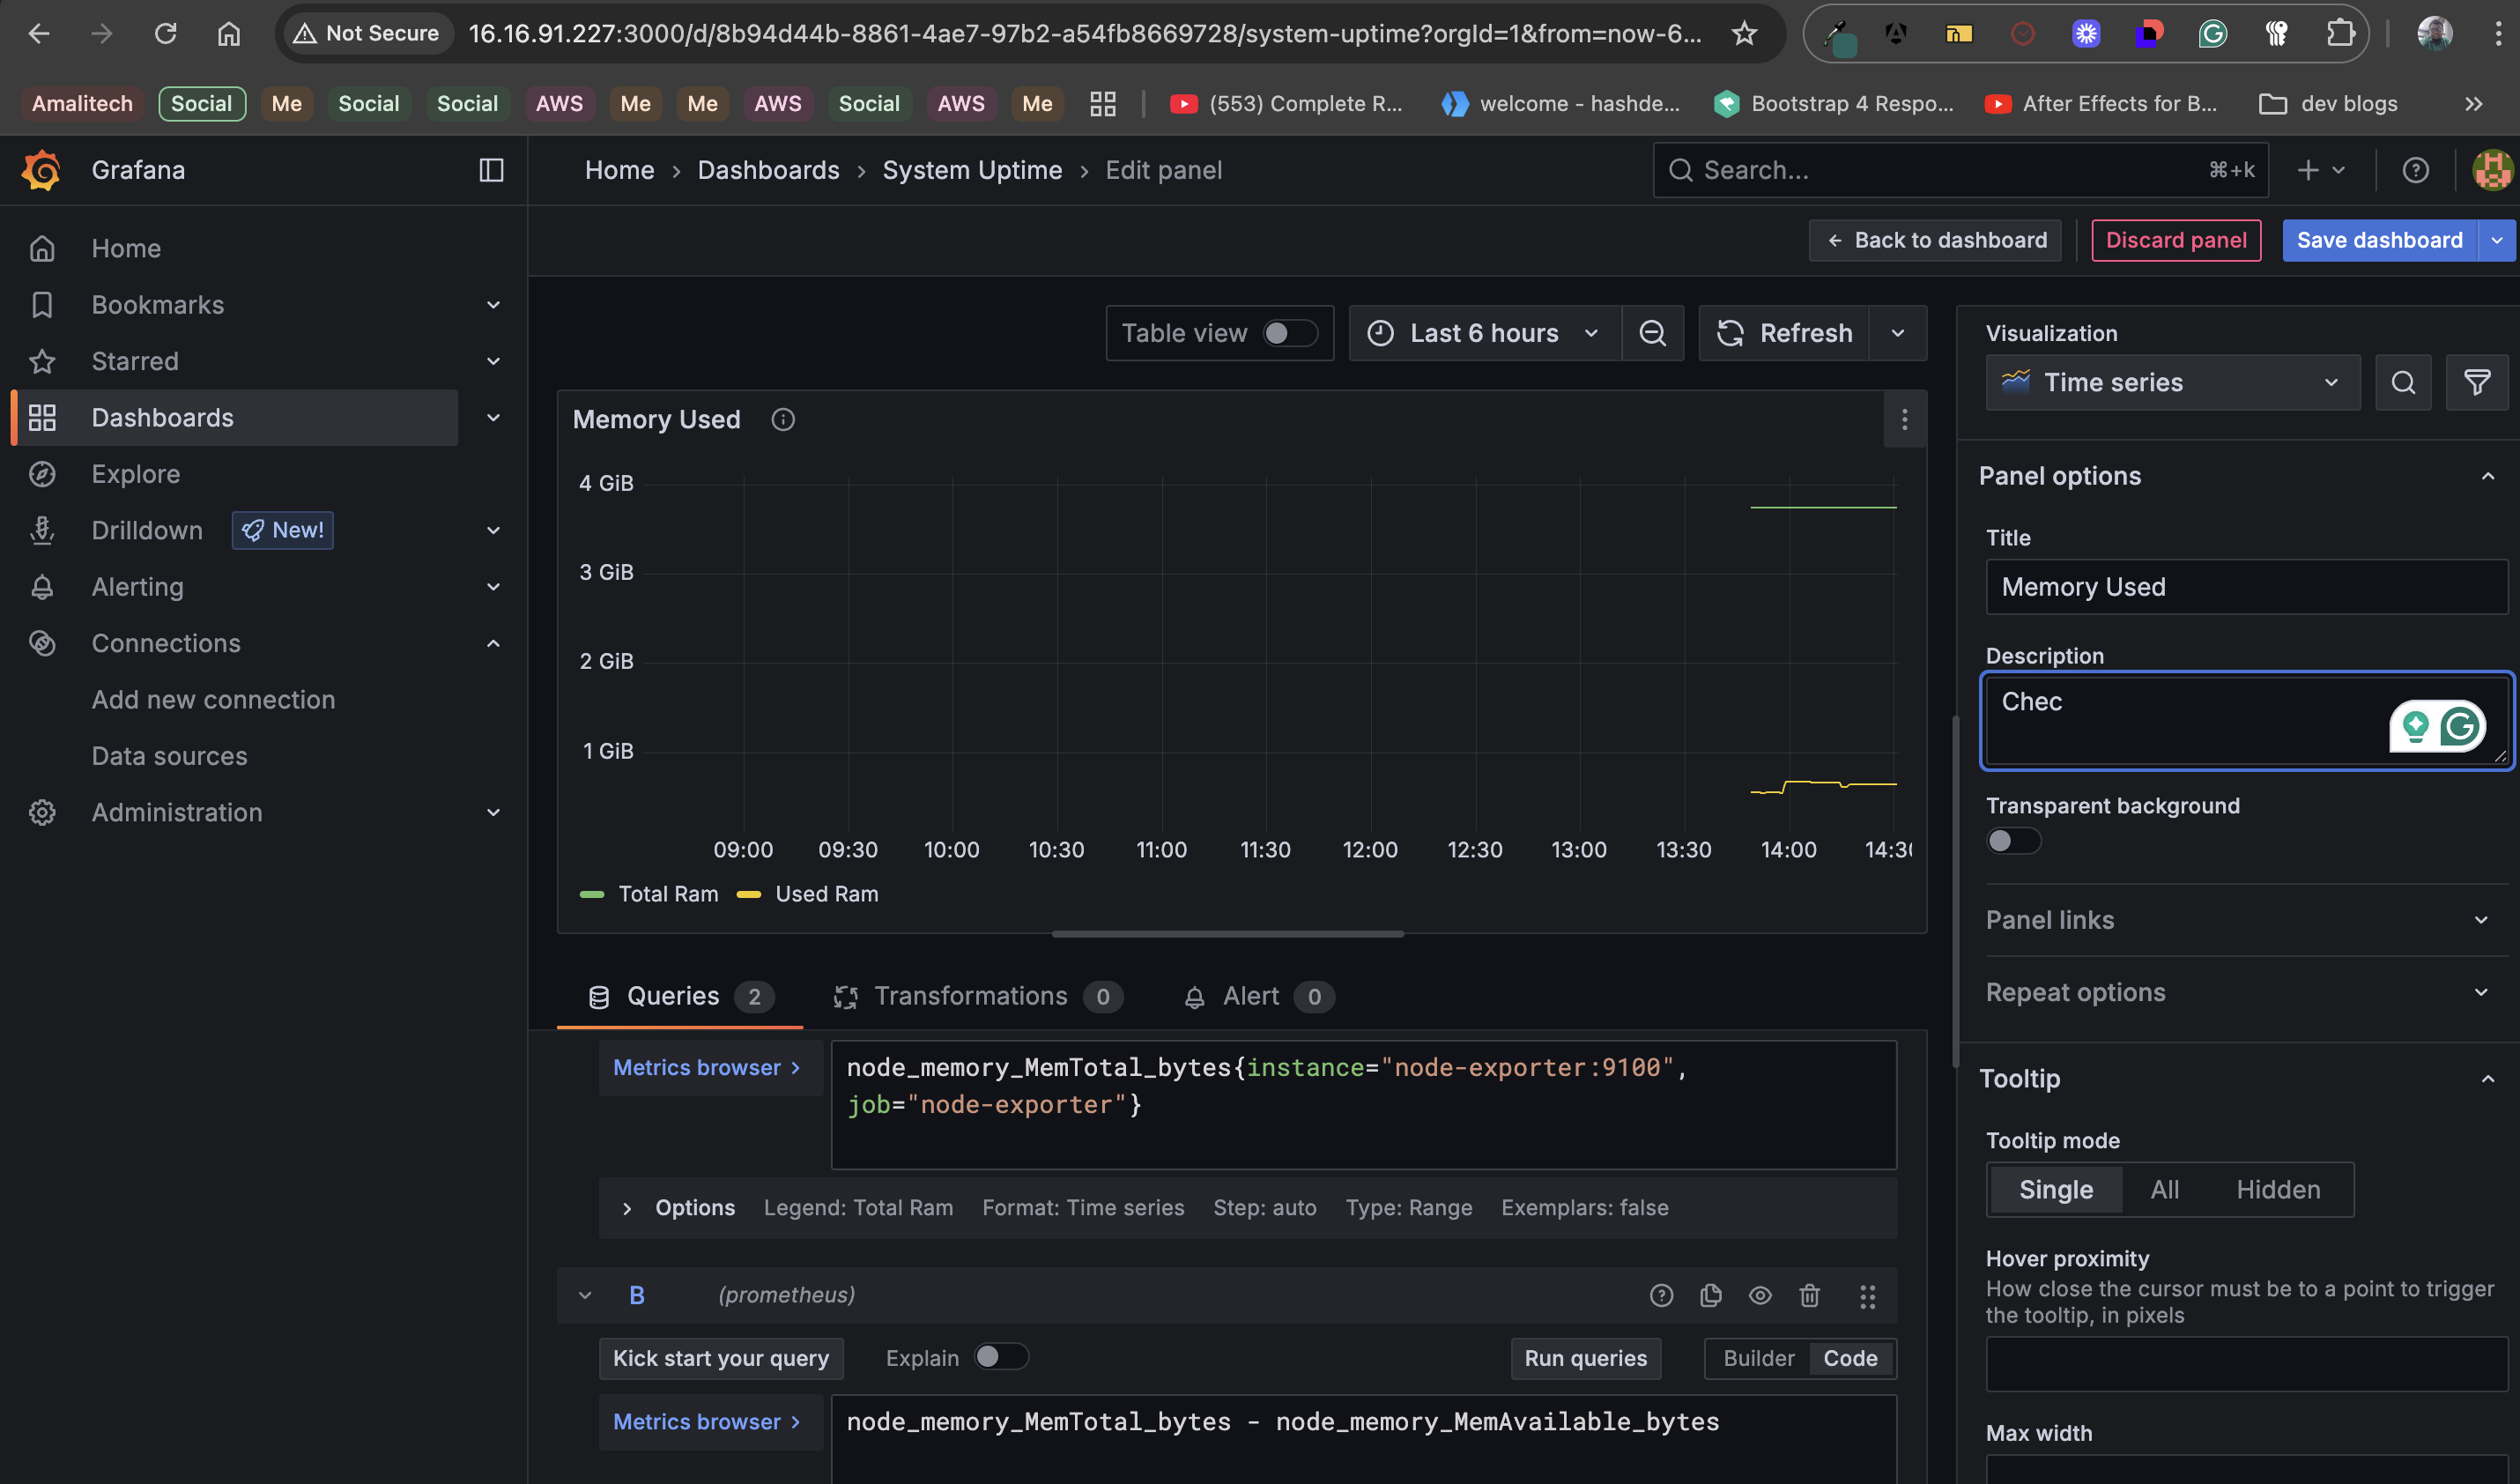 Not Secure 16.16.91.227:3000/d/8b94d44b-8861-4ae7-97b2-a54fb8669728/system-uptime?orgId=1&from=now-6...
Amalitech Social Me Social Social AWS Me Me AWS Social AWS Me (553) Complete R... welcome - hashde... Bootstrap 4 Respo... After Effects for B... dev blogs
Grafana
Home › Dashboards › System Uptime › Edit panel
Search... ⌘+k
Back to dashboard Discard panel Save dashboard
Home
Bookmarks
Starred
Dashboards
Explore
Drilldown New!
Alerting
Connections
Add new connection
Data sources
Administration
Table view Last 6 hours Refresh
Memory Used
4 GiB
3 GiB
2 GiB
1 GiB
09:00 09:30 10:00 10:30 11:00 11:30 12:00 12:30 13:00 13:30 14:00 14:30
Total Ram Used Ram
Queries 2 Transformations 0 Alert 0
Metrics browser > node_memory_MemTotal_bytes{instance="node-exporter:9100",
job="node-exporter"}
> Options Legend: Total Ram Format: Time series Step: auto Type: Range Exemplars: false
B (prometheus)
Kick start your query Explain Run queries Builder Code
Metrics browser > node_memory_MemTotal_bytes - node_memory_MemAvailable_bytes
Visualization
Time series
Panel options
Title
Memory Used
Description
Chec
Transparent background
Panel links
Repeat options
Tooltip
Tooltip mode
Single All Hidden
Hover proximity
How close the cursor must be to a point to trigger
the tooltip, in pixels
Max width